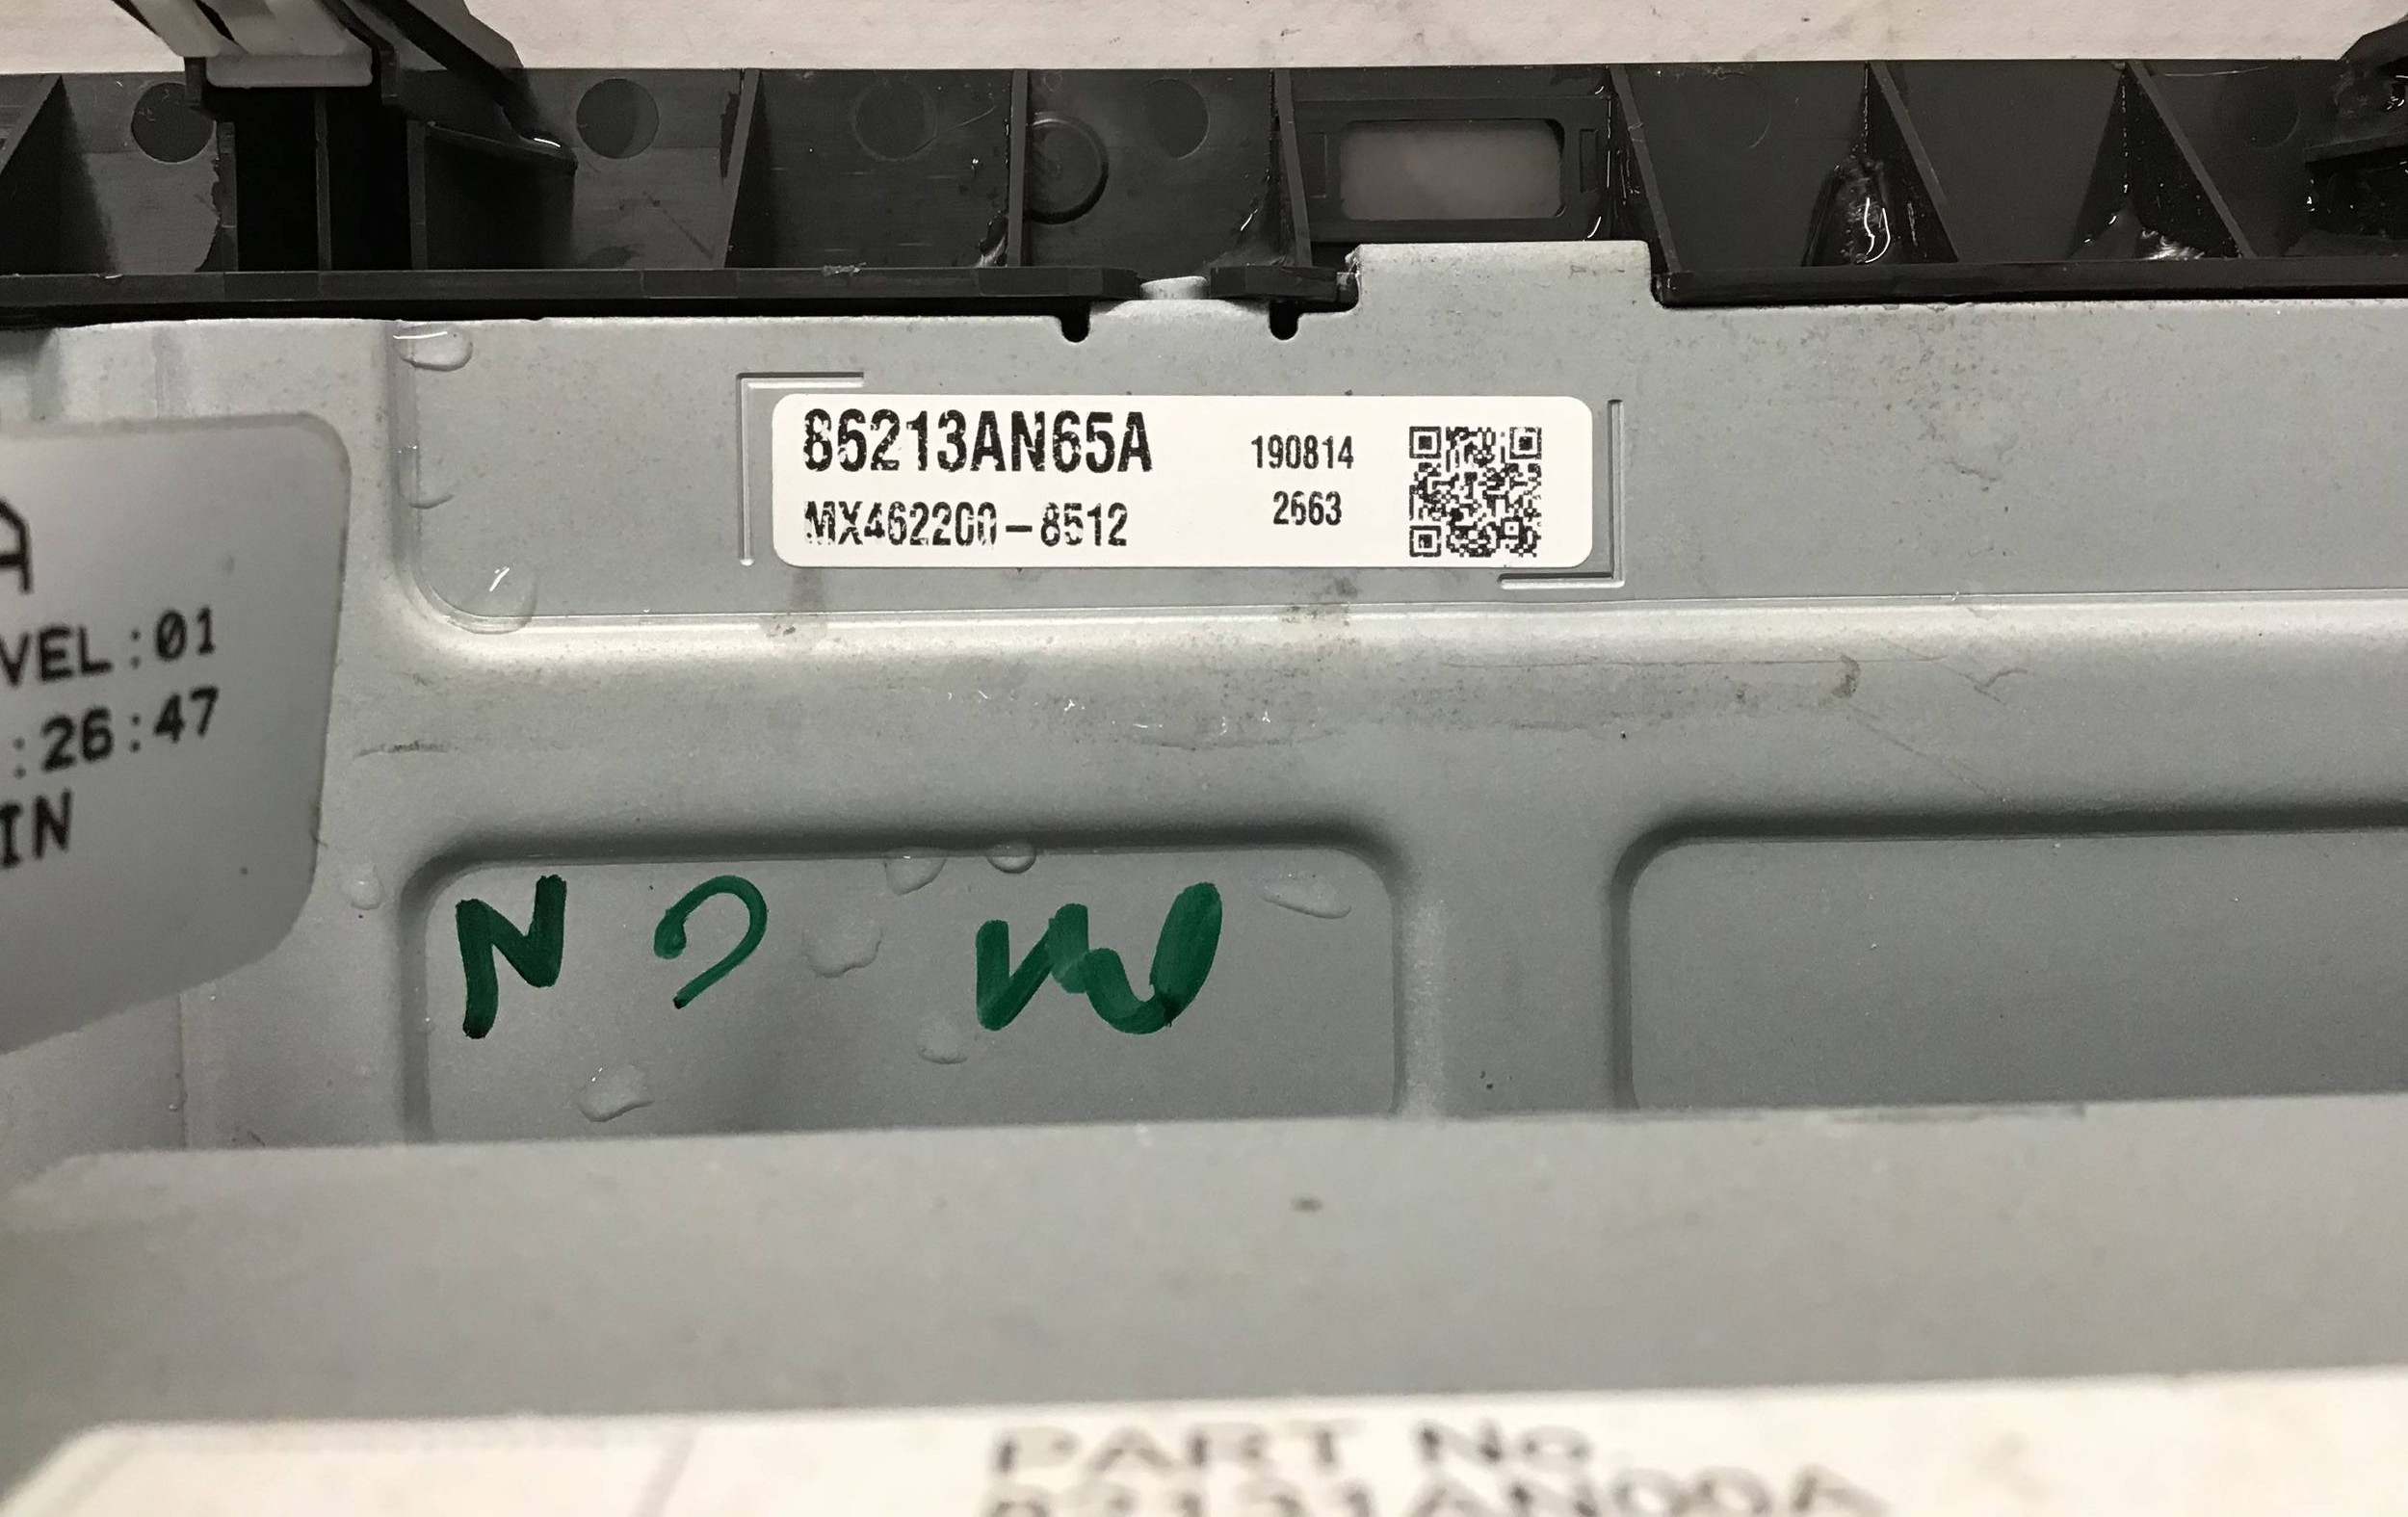 86213AN65A
190814
MX462200-8512
2663
A
VEL:01
:26:47
IN
PART No.